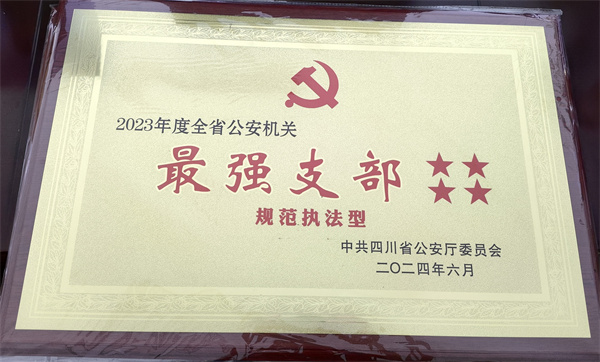 2023年度全省公安机关
最强支部
规范执法型
中共四川省公安厅委员会
二〇二四年六月